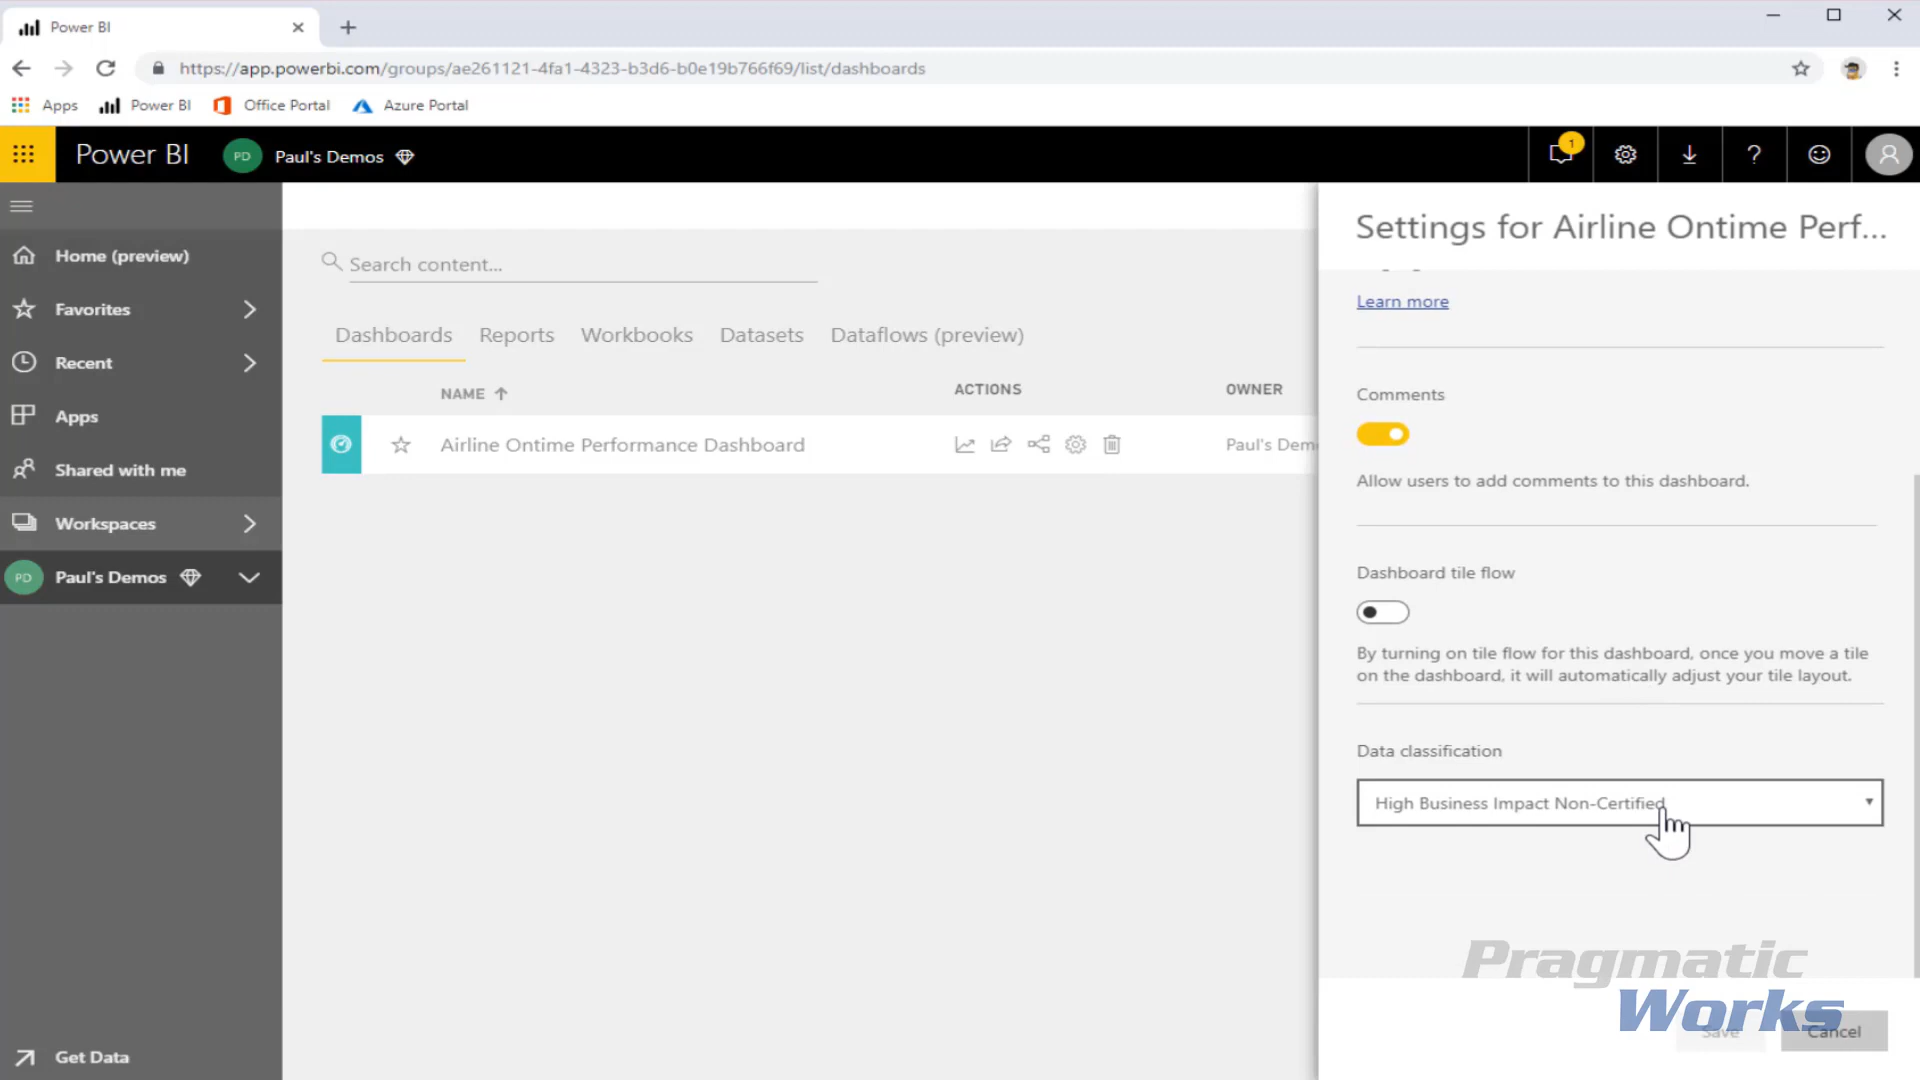 Power BI
https://app.powerbi.com/groups/ae261121-4fa1-4323-b3d6-b0e19b766f69/list/dashboards
Apps Power BI Office Portal Azure Portal
Power BI PD Paul's Demos 1 ?
Settings for Airline Ontime Perf...
Home (preview)
Favorites
Recent
Apps
Shared with me
Workspaces
PD Paul's Demos
Get Data
Search content...
Dashboards Reports Workbooks Datasets Dataflows (preview)
NAME ACTIONS OWNER
Airline Ontime Performance Dashboard Paul's Dem
Learn more
Comments
Allow users to add comments to this dashboard.
Dashboard tile flow
By turning on tile flow for this dashboard, once you move a tile
on the dashboard, it will automatically adjust your tile layout.
Data classification
High Business Impact Non-Certified
Pragmatic
Works
Save Cancel